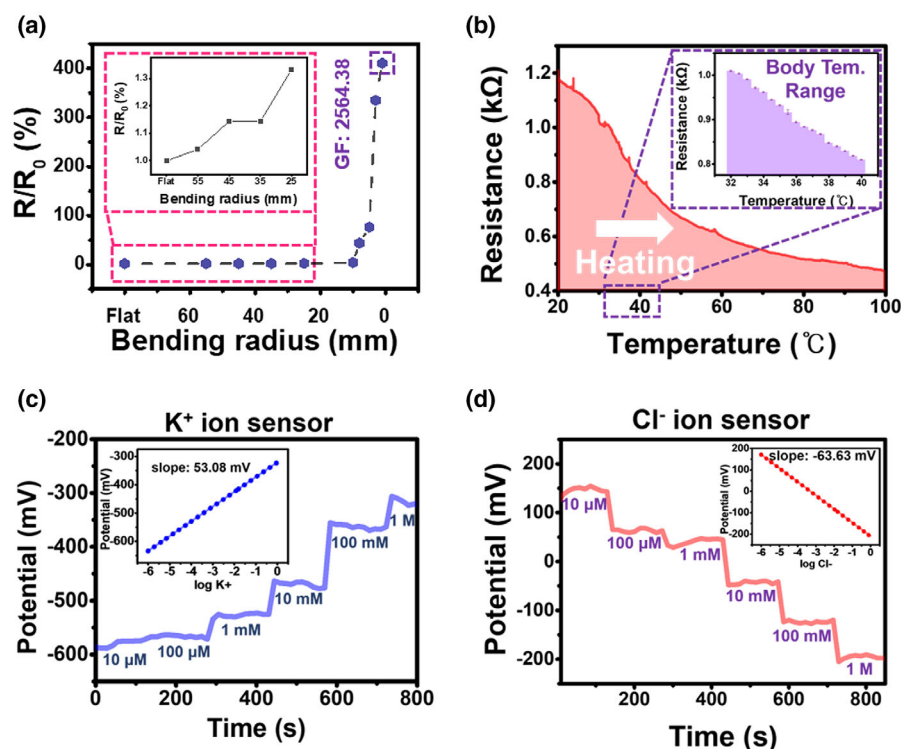 (a)
400
300
200
100
0
R/R0 (%)
Flat
60
40
20
0
Bending radius (mm)
GF: 2564.38
1.3
1.2
1.1
1.0
R/R0 (%)
Flat
55
45
35
25
Bending radius (mm)
(b)
1.2
1.0
0.8
0.6
0.4
Resistance (kΩ)
20
40
60
80
100
Temperature (℃)
Heating
Body Tem.
Range
1.0
0.9
0.8
Resistance (kΩ)
32
34
36
38
40
Temperature (℃)
(c)
K+ ion sensor
-200
-300
-400
-500
-600
Potential (mV)
0
200
400
600
800
Time (s)
10 µM
100 µM
1 mM
10 mM
100 mM
1 M
slope: 53.08 mV
-300
-400
-500
-600
Potential (mV)
-6
-5
-4
-3
-2
-1
0
log K+
(d)
Cl- ion sensor
200
100
0
-100
-200
Potential (mV)
200
400
600
800
Time (s)
10 µM
100 µM
1 mM
10 mM
100 mM
1 M
slope: -63.63 mV
200
100
0
-100
-200
Potential (mV)
-6
-5
-4
-3
-2
-1
0
log Cl-